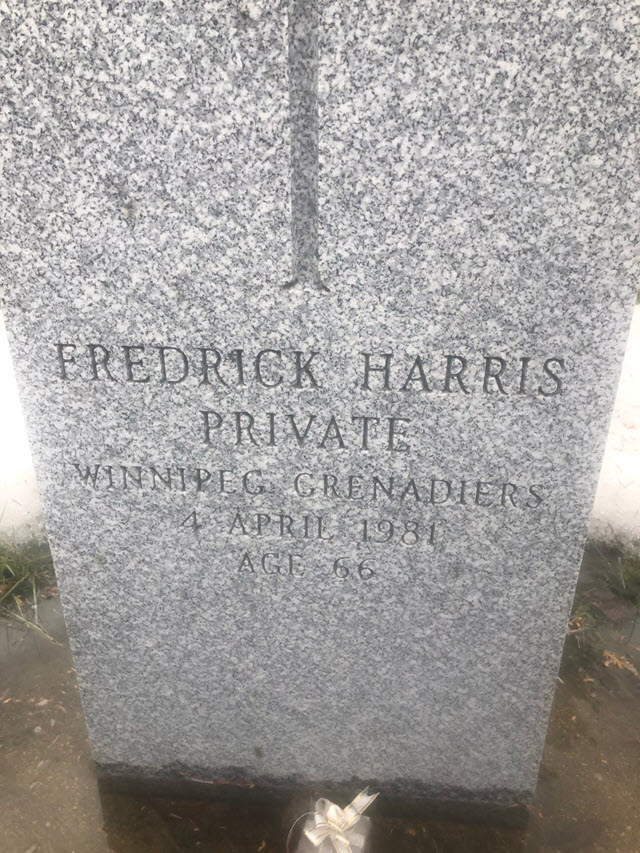 FREDRICK HARRIS
PRIVATE
WINNIPEG GRENADIERS
4 APRIL 1981
AGE 66